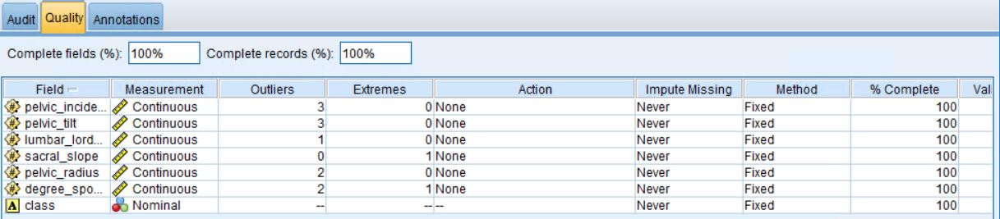 Audit Quality Annotations
Complete fields (%): 100% Complete records (%): 100%
Field Measurement Outliers Extremes Action Impute Missing Method % Complete Val
# pelvic_incide... Continuous 3 0 None Never Fixed 100
# pelvic_tilt Continuous 3 0 None Never Fixed 100
# lumbar_lord... Continuous 1 0 None Never Fixed 100
# sacral_slope Continuous 0 1 None Never Fixed 100
# pelvic_radius Continuous 2 0 None Never Fixed 100
# degree_spo... Continuous 2 1 None Never Fixed 100
A class Nominal -- -- -- Never Fixed 100